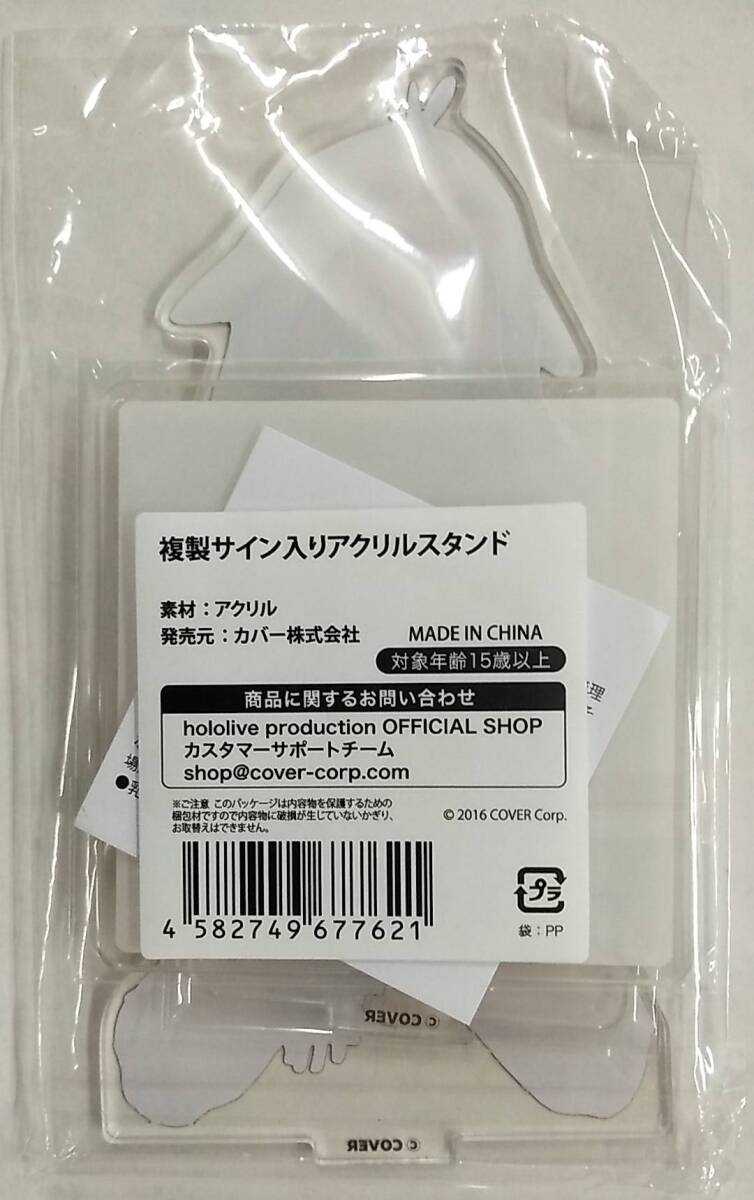 複製サイン入りアクリルスタンド
素材：アクリル
発売元：カバー株式会社
MADE IN CHINA
対象年齢15歳以上
商品に関するお問い合わせ
hololive production OFFICIAL SHOP
カスタマーサポートチーム
shop@cover-corp.com
※ご注意 このパッケージは内容物を保護するための
梱包材ですので内容物に破損が生じていないかぎり、
お取替えはできません。
© 2016 COVER Corp.
4 582749 677621
プラ
袋：PP
理
場
© COVER
© COVER